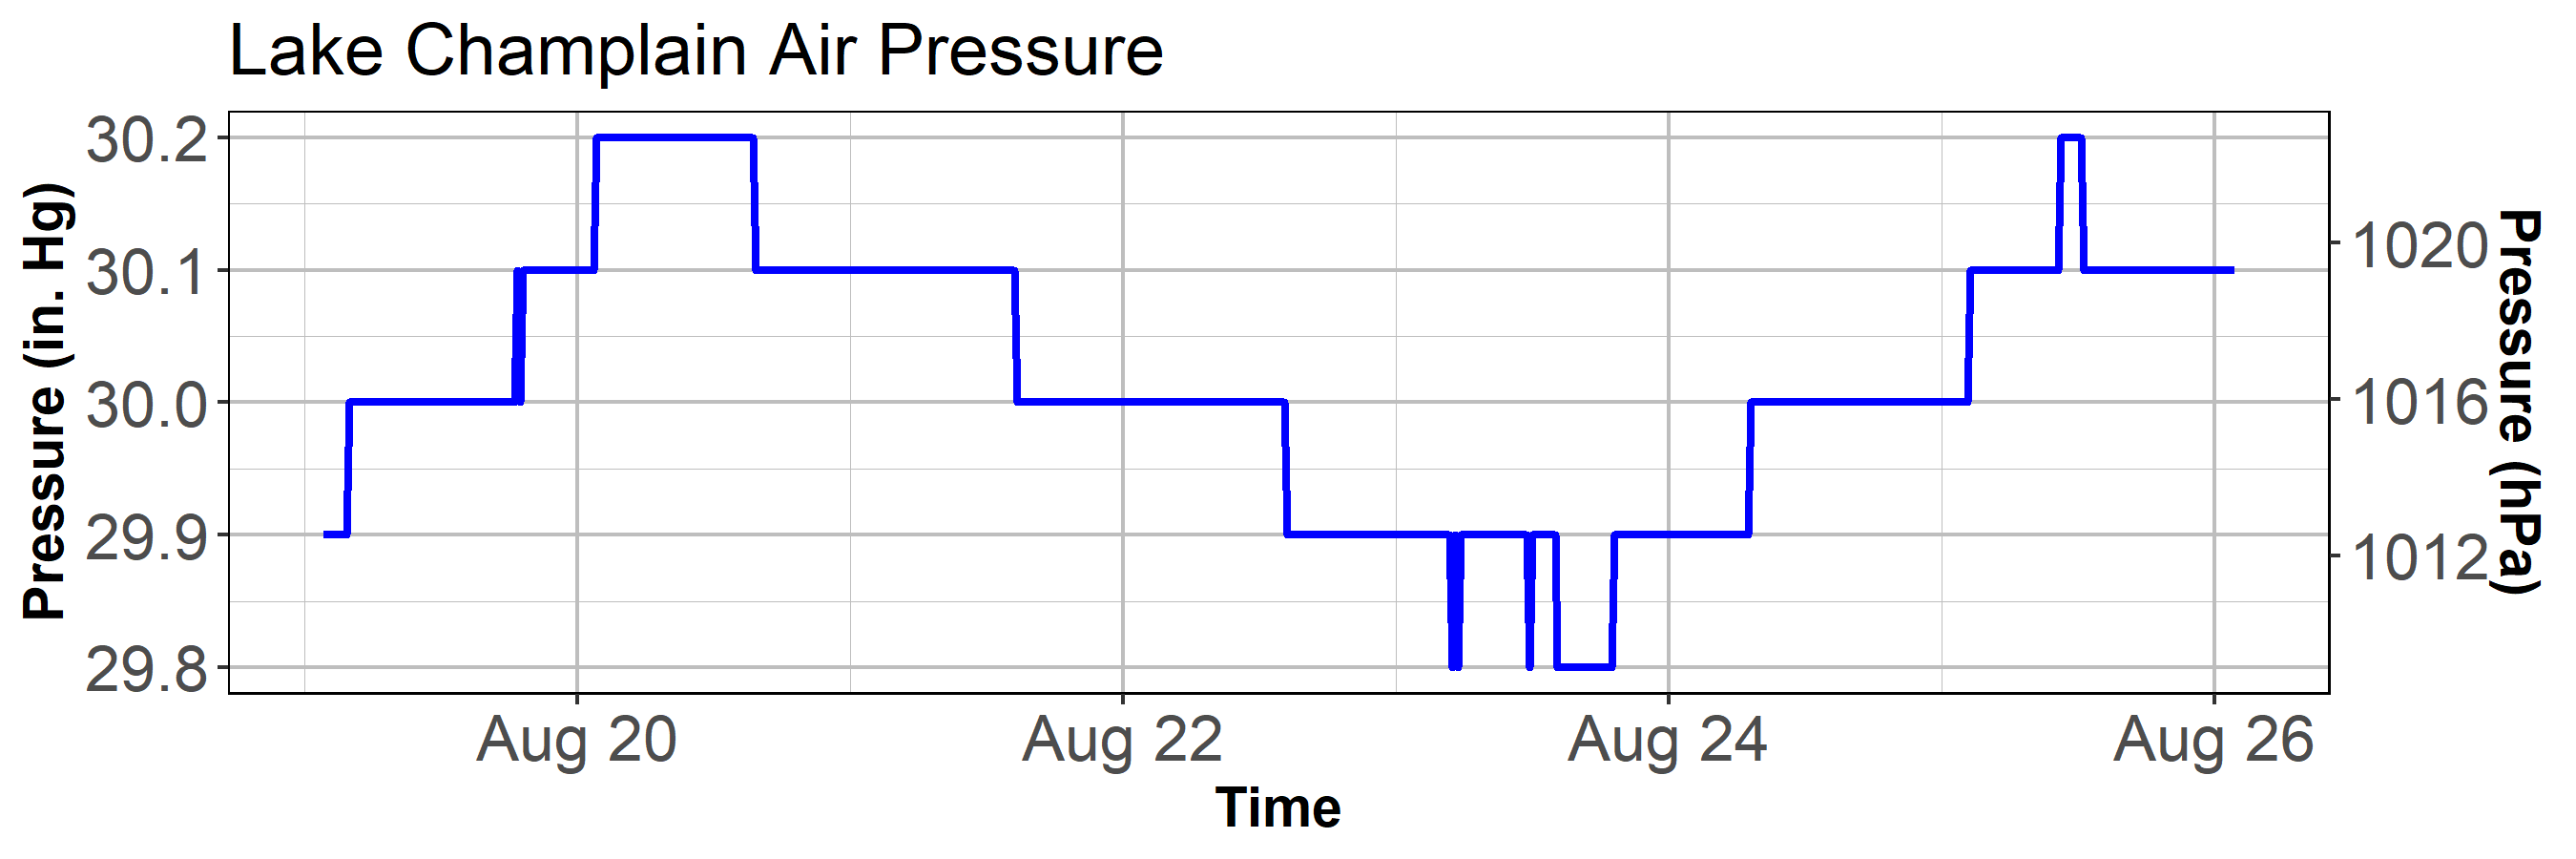 Lake Champlain Air Pressure
Pressure (in. Hg)
30.2
30.1
30.0
29.9
29.8
1020
1016
1012
Pressure (hPa)
Aug 20 Aug 22 Aug 24 Aug 26
Time